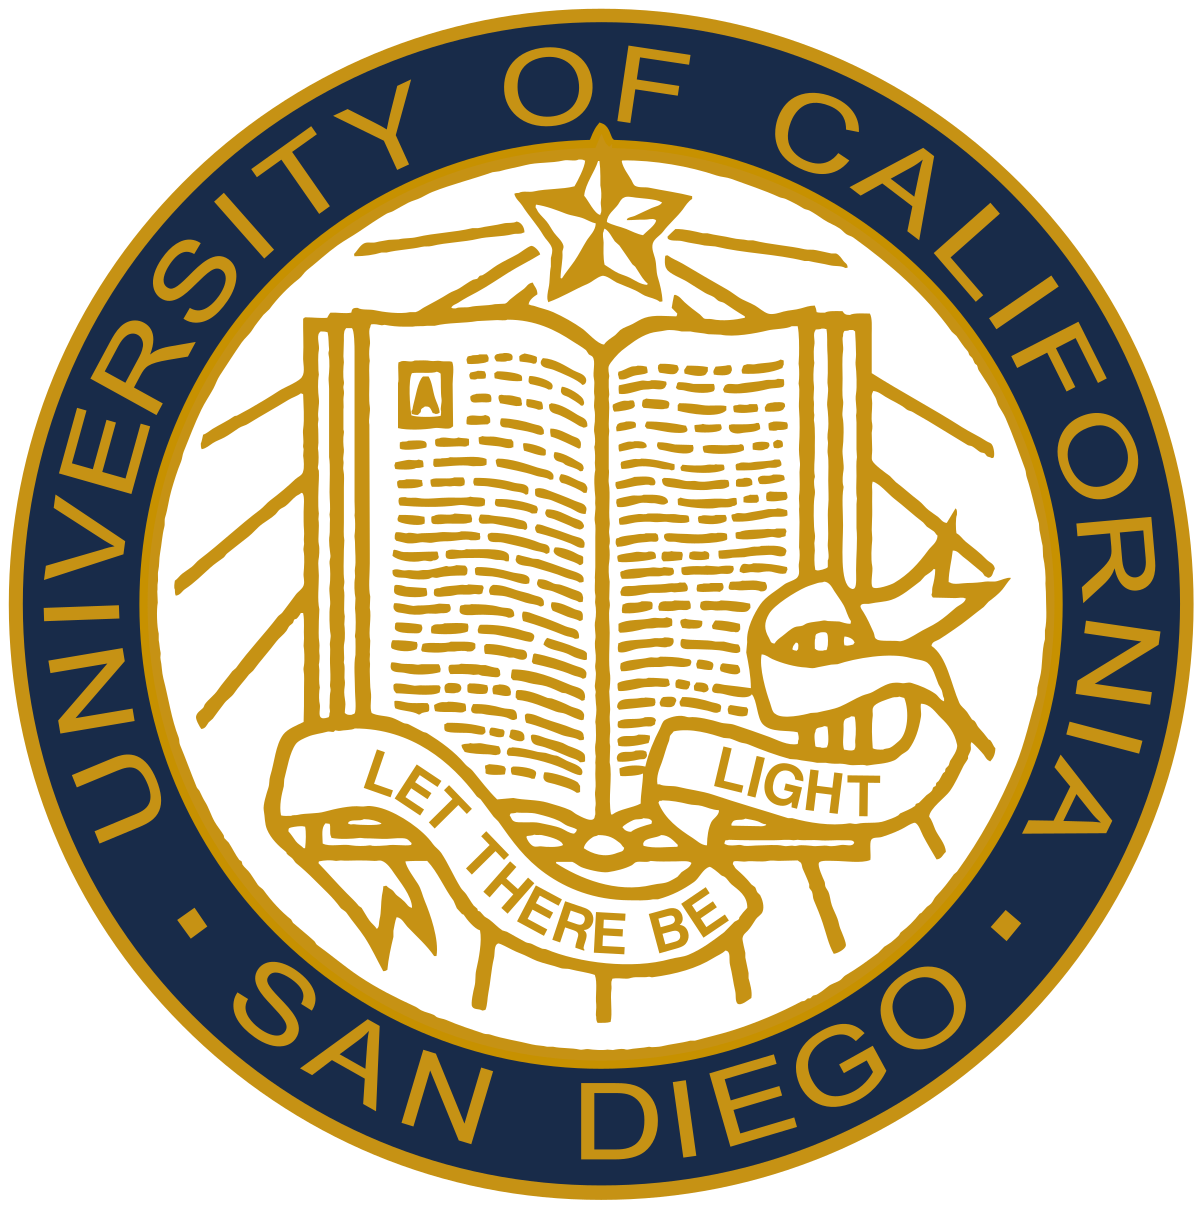 UNIVERSITY OF CALIFORNIA
A
LET THERE BE
LIGHT
· SAN DIEGO ·